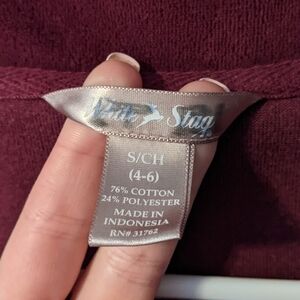 White Stag
S/CH
(4-6)
76% COTTON
24% POLYESTER
MADE IN
INDONESIA
RN# 31762